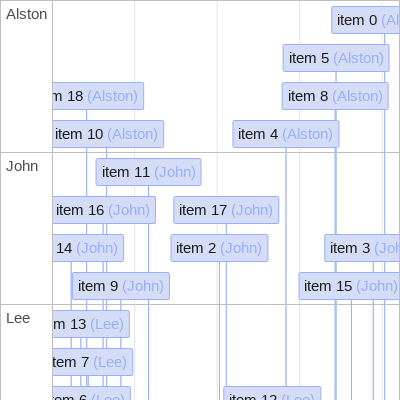 Alston
item 0 (Al
item 5 (Alston)
m 18 (Alston)
item 8 (Alston)
item 10 (Alston)
item 4 (Alston)
John
item 11 (John)
item 16 (John)
item 17 (John)
14 (John)
item 2 (John)
item 3 (Joh
item 9 (John)
item 15 (John)
Lee
m 13 (Lee)
tem 7 (Lee)
em 6 (Lee)
item 12 (Lee)